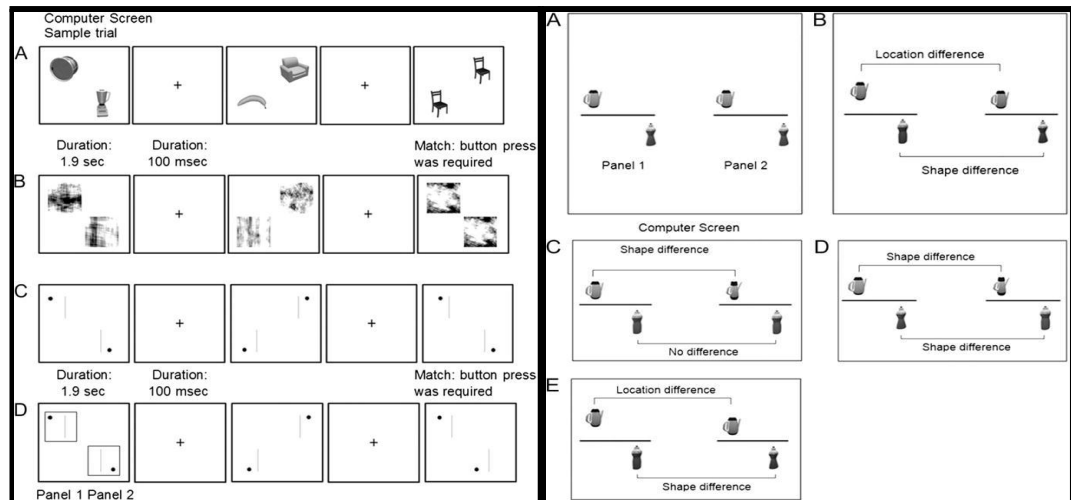 Computer Screen
Sample trial
A
+
+
Duration:
1.9 sec
Duration:
100 msec
Match: button press
was required
B
+
+
C
+
+
Duration:
1.9 sec
Duration:
100 msec
Match: button press
was required
D
+
+
Panel 1 Panel 2
A
Panel 1
Panel 2
B
Location difference
Shape difference
Computer Screen
C
Shape difference
No difference
D
Shape difference
Shape difference
E
Location difference
Shape difference